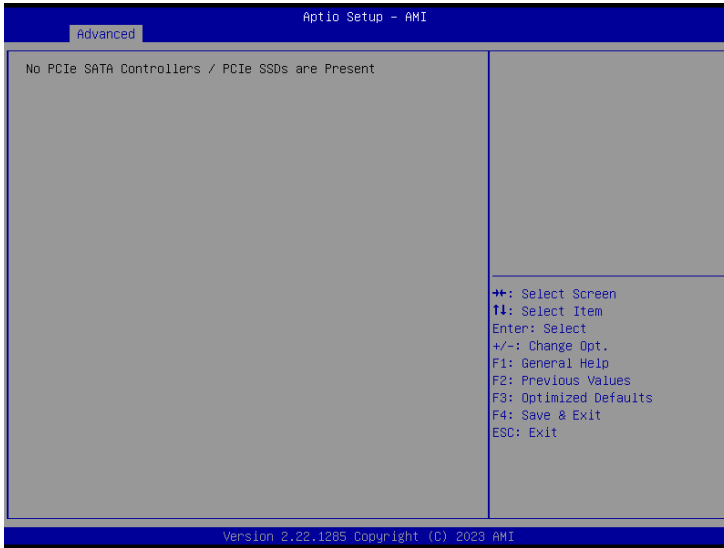 Aptio Setup – AMI
Advanced
No PCIe SATA Controllers / PCIe SSDs are Present
→←: Select Screen
↑↓: Select Item
Enter: Select
+/-: Change Opt.
F1: General Help
F2: Previous Values
F3: Optimized Defaults
F4: Save & Exit
ESC: Exit
Version 2.22.1285 Copyright (C) 2023 AMI